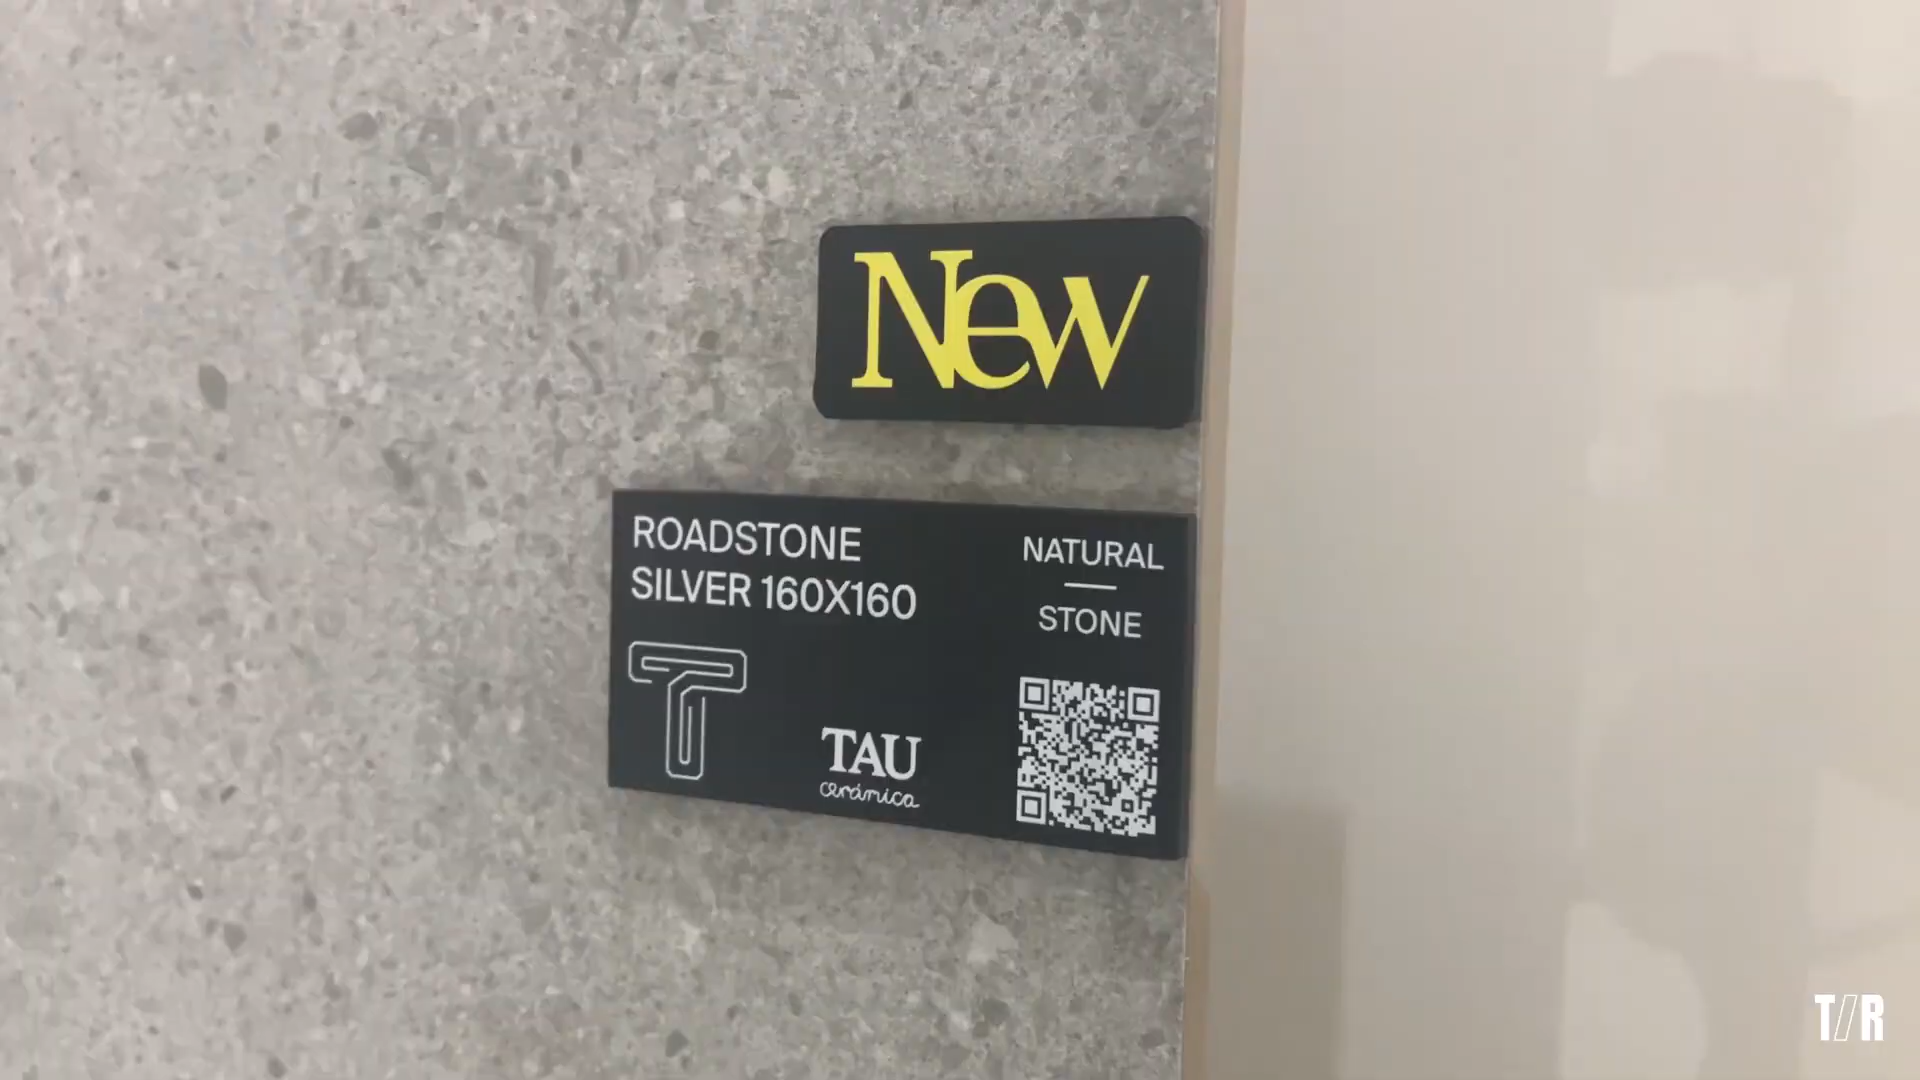 New
ROADSTONE
SILVER 160X160
NATURAL
STONE
TAU
cerámica
T//R